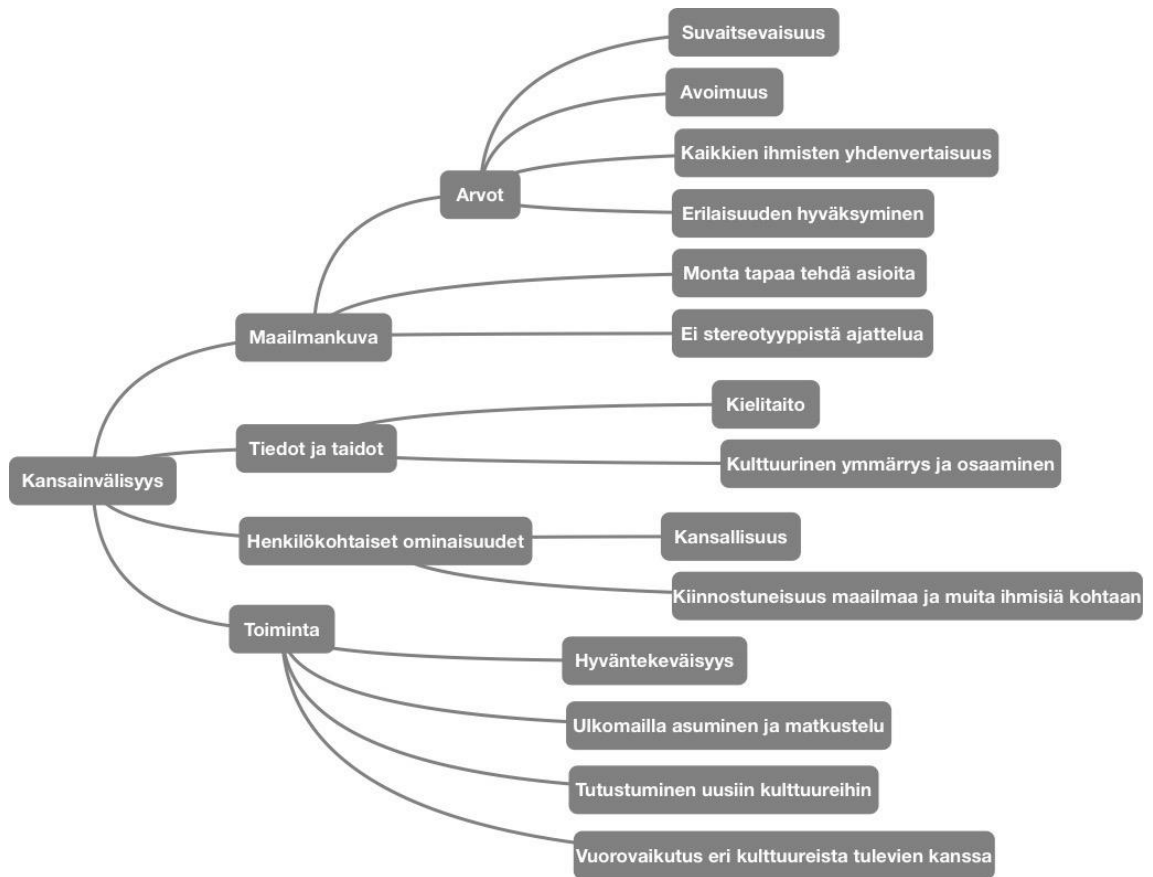 Suvaitsevaisuus
Avoimuus
Kaikkien ihmisten yhdenvertaisuus
Arvot
Erilaisuuden hyväksyminen
Monta tapaa tehdä asioita
Maailmankuva
Ei stereotyyppistä ajattelua
Kielitaito
Tiedot ja taidot
Kulttuurinen ymmärrys ja osaaminen
Kansainvälisyys
Henkilökohtaiset ominaisuudet
Kansallisuus
Kiinnostuneisuus maailmaa ja muita ihmisiä kohtaan
Toiminta
Hyväntekeväisyys
Ulkomailla asuminen ja matkustelu
Tutustuminen uusiin kulttuureihin
Vuorovaikutus eri kulttuureista tulevien kanssa